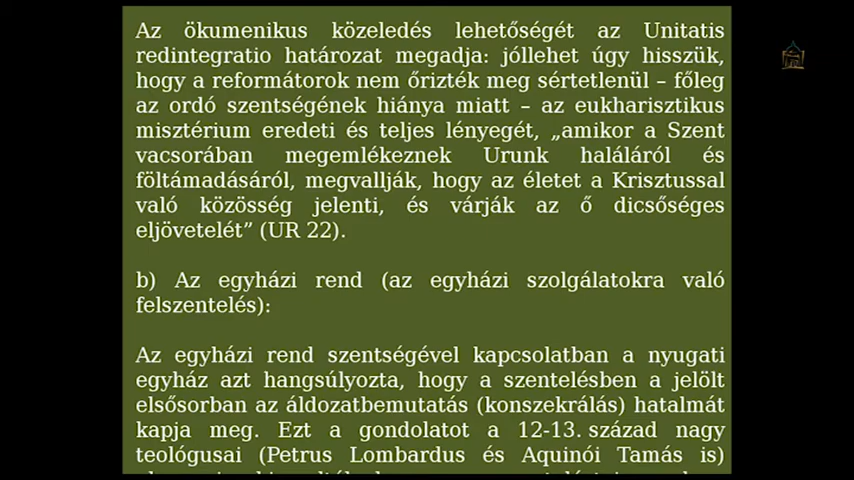 Az ökumenikus közeledés lehetőségét az Unitatis
redintegratio határozat megadja: jóllehet úgy hisszük,
hogy a reformátorok nem őrizték meg sértetlenül – főleg
az ordó szentségének hiánya miatt – az eukharisztikus
misztérium eredeti és teljes lényegét, „amikor a Szent
vacsorában megemlékeznek Urunk haláláról és
föltámadásáról, megvallják, hogy az életet a Krisztussal
való közösség jelenti, és várják az ő dicsőséges
eljövetelét” (UR 22).
b) Az egyházi rend (az egyházi szolgálatokra való
felszentelés):
Az egyházi rend szentségével kapcsolatban a nyugati
egyház azt hangsúlyozta, hogy a szentelésben a jelölt
elsősorban az áldozatbemutatás (konszekrálás) hatalmát
kapja meg. Ezt a gondolatot a 12-13. század nagy
teológusai (Petrus Lombardus és Aquinói Tamás is)